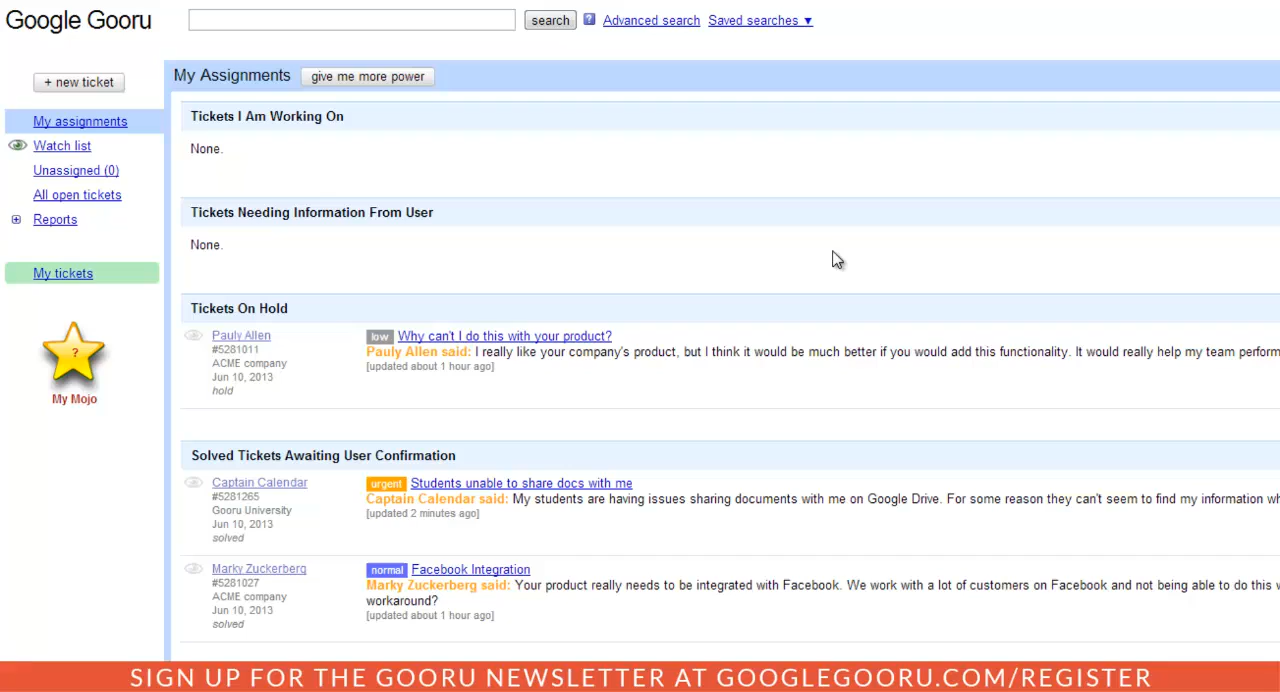 Google Gooru
search ? Advanced search Saved searches ▼
+ new ticket
My Assignments give me more power
My assignments
Watch list
Unassigned (0)
All open tickets
Reports
My tickets
?
My Mojo
Tickets I Am Working On
None.
Tickets Needing Information From User
None.
Tickets On Hold
Pauly Allen
#5281011
ACME company
Jun 10, 2013
hold
low Why can't I do this with your product?
Pauly Allen said: I really like your company's product, but I think it would be much better if you would add this functionality. It would really help my team perform
[updated about 1 hour ago]
Solved Tickets Awaiting User Confirmation
Captain Calendar
#5281265
Gooru University
Jun 10, 2013
solved
urgent Students unable to share docs with me
Captain Calendar said: My students are having issues sharing documents with me on Google Drive. For some reason they can't seem to find my information
[updated 2 minutes ago]
Marky Zuckerberg
#5281027
ACME company
Jun 10, 2013
solved
normal Facebook Integration
Marky Zuckerberg said: Your product really needs to be integrated with Facebook. We work with a lot of customers on Facebook and not being able to do this
workaround?
[updated about 1 hour ago]
SIGN UP FOR THE GOORU NEWSLETTER AT GOOGLEGOORU.COM/REGISTER